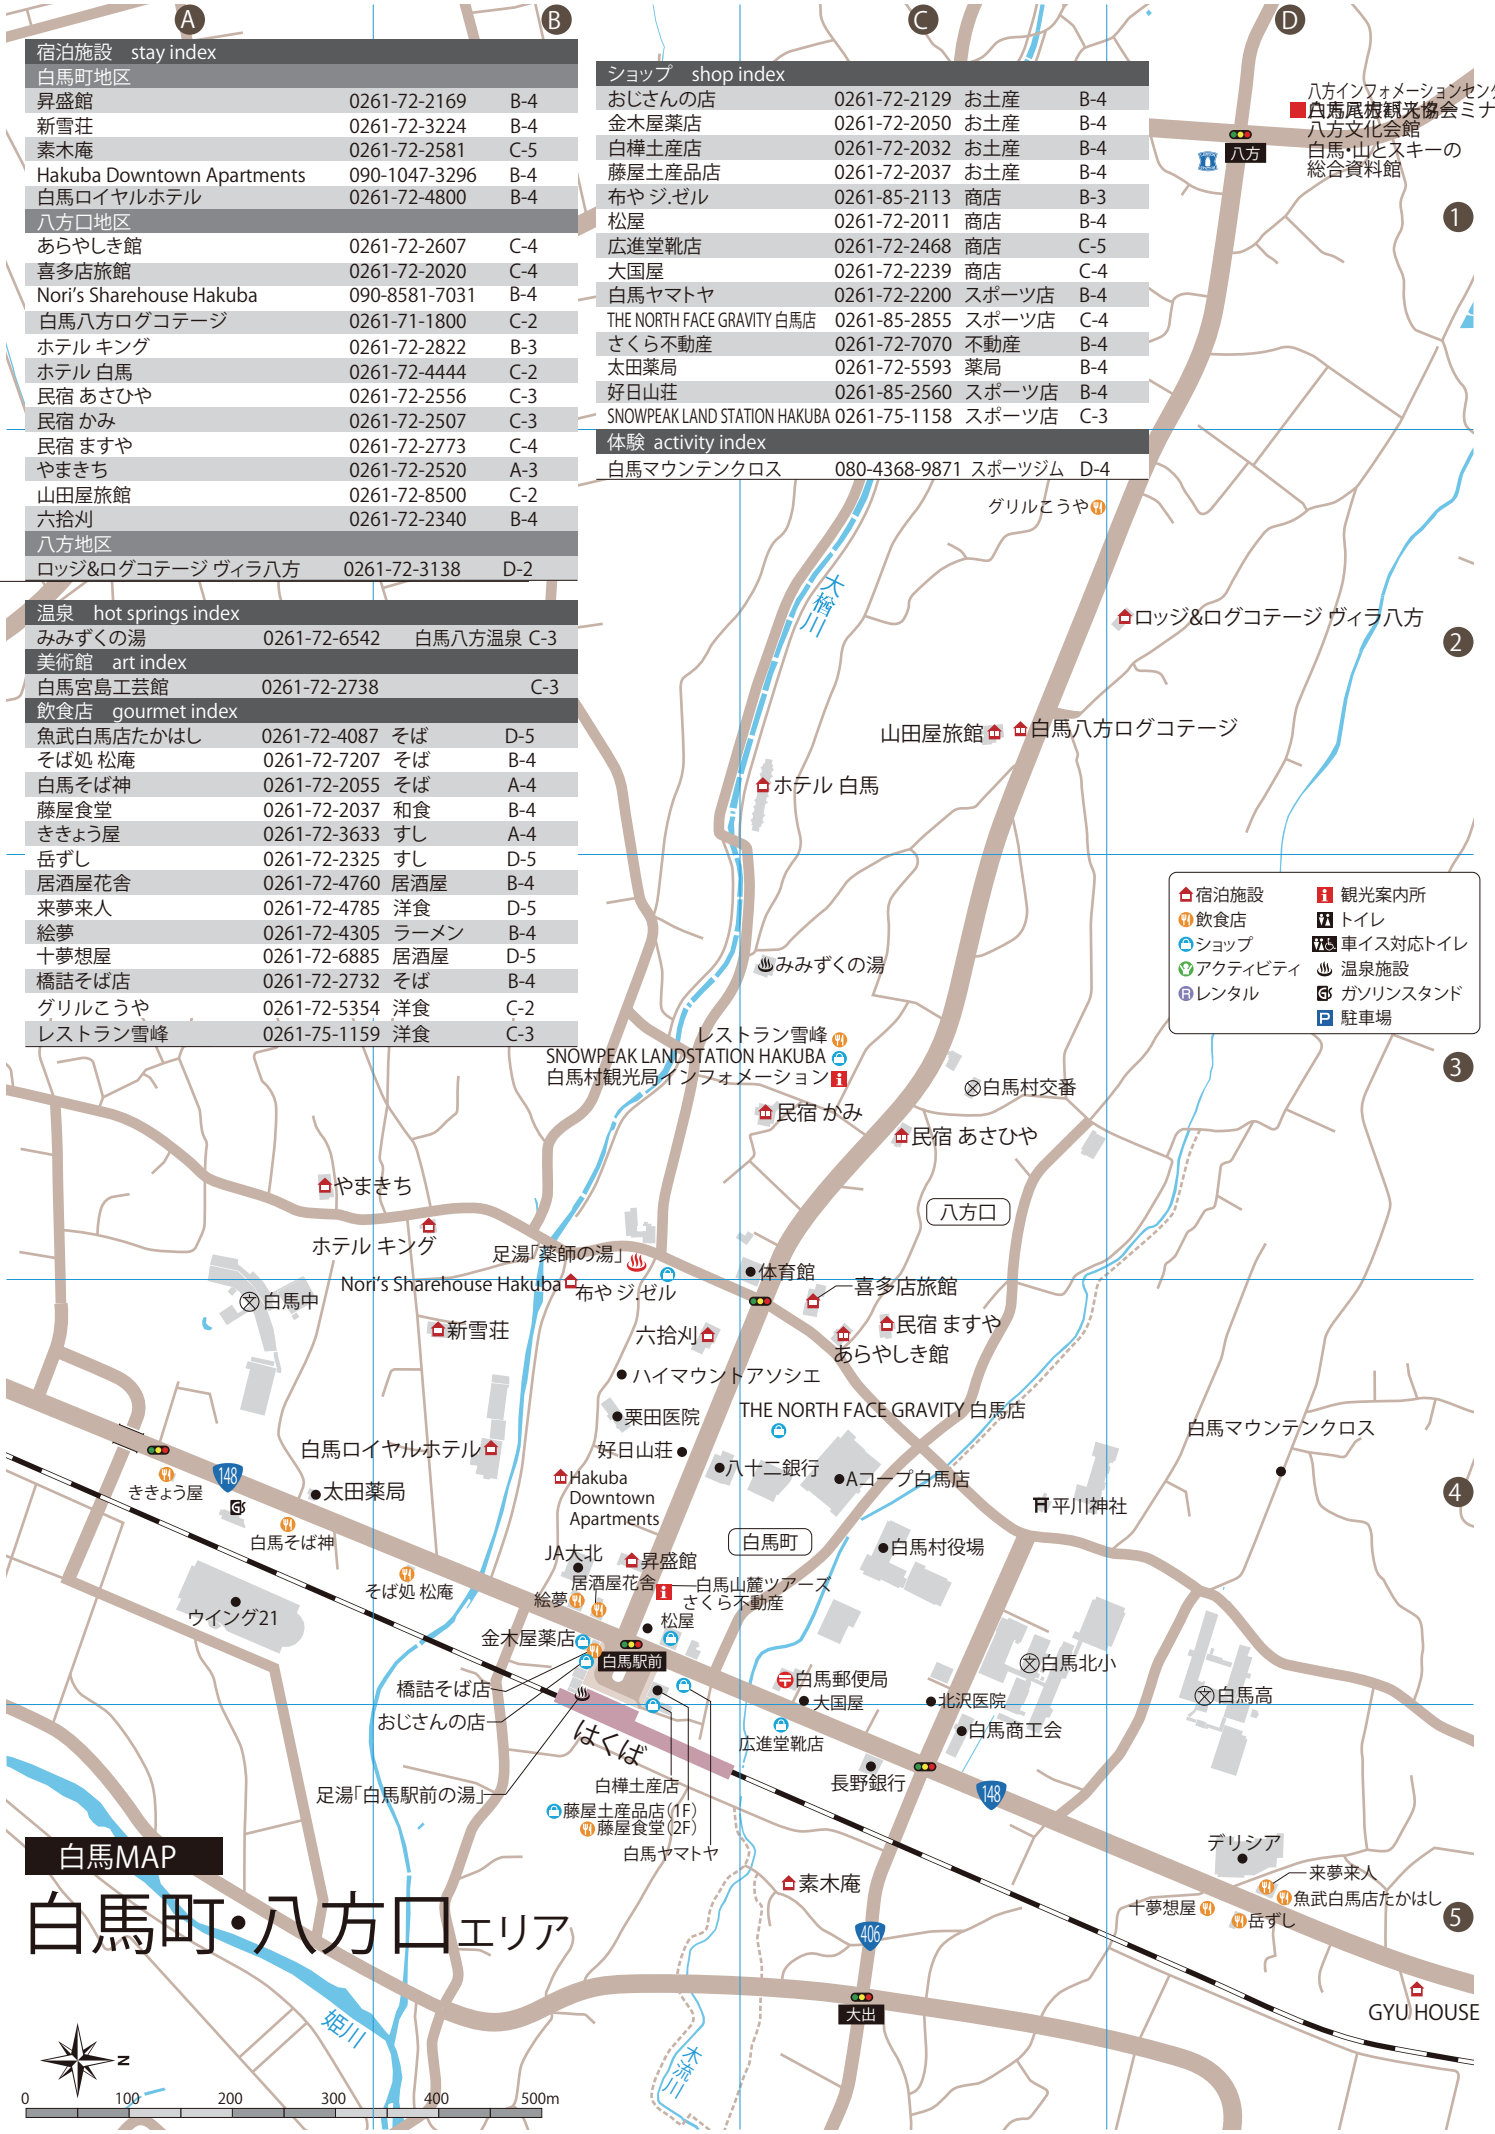 A
B
C
D
宿泊施設 stay index
白馬町地区
昇盛館 0261-72-2169 B-4
新雪荘 0261-72-3224 B-4
素木庵 0261-72-2581 C-5
Hakuba Downtown Apartments 090-1047-3296 B-4
白馬ロイヤルホテル 0261-72-4800 B-4
八方口地区
あらやしき館 0261-72-2607 C-4
喜多店旅館 0261-72-2020 C-4
Nori's Sharehouse Hakuba 090-8581-7031 B-4
白馬八方ログコテージ 0261-71-1800 C-2
ホテル キング 0261-72-2822 B-3
ホテル 白馬 0261-72-4444 C-2
民宿 あさひや 0261-72-2556 C-3
民宿 かみ 0261-72-2507 C-3
民宿 ますや 0261-72-2773 C-4
やまきち 0261-72-2520 A-3
山田屋旅館 0261-72-8500 C-2
六拾刈 0261-72-2340 B-4
八方地区
ロッジ&ログコテージ ヴィラ八方 0261-72-3138 D-2
温泉 hot springs index
みみずくの湯 0261-72-6542 白馬八方温泉 C-3
美術館 art index
白馬宮島工芸館 0261-72-2738 C-3
飲食店 gourmet index
魚武白馬店たかはし 0261-72-4087 そば D-5
そば処 松庵 0261-72-7207 そば B-4
白馬そば神 0261-72-2055 そば A-4
藤屋食堂 0261-72-2037 和食 B-4
ききょう屋 0261-72-3633 すし A-4
岳ずし 0261-72-2325 すし D-5
居酒屋花舎 0261-72-4760 居酒屋 B-4
来夢来人 0261-72-4785 洋食 D-5
絵夢 0261-72-4305 ラーメン B-4
十夢想屋 0261-72-6885 居酒屋 D-5
橋詰そば店 0261-72-2732 そば B-4
グリルこうや 0261-72-5354 洋食 C-2
レストラン雪峰 0261-75-1159 洋食 C-3
ショップ shop index
おじさんの店 0261-72-2129 お土産 B-4
金木屋薬店 0261-72-2050 お土産 B-4
白樺土産店 0261-72-2032 お土産 B-4
藤屋土産品店 0261-72-2037 お土産 B-4
布や ジ.ゼル 0261-85-2113 商店 B-3
松屋 0261-72-2011 商店 B-4
広進堂靴店 0261-72-2468 商店 C-5
大国屋 0261-72-2239 商店 C-4
白馬ヤマトヤ 0261-72-2200 スポーツ店 B-4
THE NORTH FACE GRAVITY 白馬店 0261-85-2855 スポーツ店 C-4
さくら不動産 0261-72-7070 不動産 B-4
太田薬局 0261-72-5593 薬局 B-4
好日山荘 0261-85-2560 スポーツ店 B-4
SNOWPEAK LAND STATION HAKUBA 0261-75-1158 スポーツ店 C-3
体験 activity index
白馬マウンテンクロス 080-4368-9871 スポーツジム D-4
八方インフォメーションセンタ
八方文化会館
白馬・山とスキーの
総合資料館
八方
1
グリルこうや
大楢川
ロッジ&ログコテージ ヴィラ八方
2
山田屋旅館
白馬八方ログコテージ
ホテル 白馬
宿泊施設
飲食店
ショップ
アクティビティ
R レンタル
i 観光案内所
トイレ
車イス対応トイレ
温泉施設
GS ガソリンスタンド
P 駐車場
みみずくの湯
レストラン雪峰
SNOWPEAK LANDSTATION HAKUBA
白馬村観光局インフォメーション i
3
白馬村交番
民宿 かみ
民宿 あさひや
やまきち
八方口
ホテル キング
足湯「薬師の湯」
体育館
Nori's Sharehouse Hakuba
布や ジ.ゼル
喜多店旅館
文 白馬中
新雪荘
六拾刈
民宿 ますや
あらやしき館
ハイマウントアソシエ
THE NORTH FACE GRAVITY 白馬店
栗田医院
白馬マウンテンクロス
白馬ロイヤルホテル
好日山荘
八十二銀行
Aコープ白馬店
148
ききょう屋
太田薬局
Hakuba
Downtown
Apartments
GS
平川神社
4
白馬そば神
白馬町
白馬村役場
JA大北
昇盛館
居酒屋花舎
i 白馬山麓ツアーズ
さくら不動産
そば処 松庵
絵夢
ウイング21
松屋
金木屋薬店
白馬駅前
文 白馬北小
橋詰そば店
白馬郵便局
文 白馬高
大国屋
北沢医院
おじさんの店
はくば
広進堂靴店
白馬商工会
足湯「白馬駅前の湯」
白樺土産店
長野銀行
148
藤屋土産品店(1F)
藤屋食堂(2F)
白馬ヤマトヤ
デリシア
来夢来人
白馬MAP
素木庵
魚武白馬店たかはし
十夢想屋
岳ずし
白馬町・八方口エリア
5
406
大出
GYU HOUSE
姫川
木流川
N
0 100 200 300 400 500m